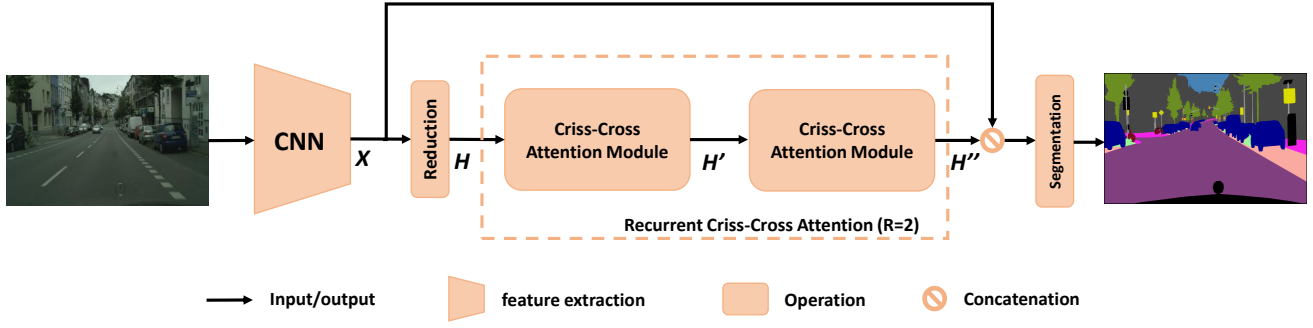 CNN
X
Reduction
H
Criss-Cross
Attention Module
H’
Criss-Cross
Attention Module
H’’
Segmentation
Recurrent Criss-Cross Attention (R=2)
Input/output
feature extraction
Operation
Concatenation